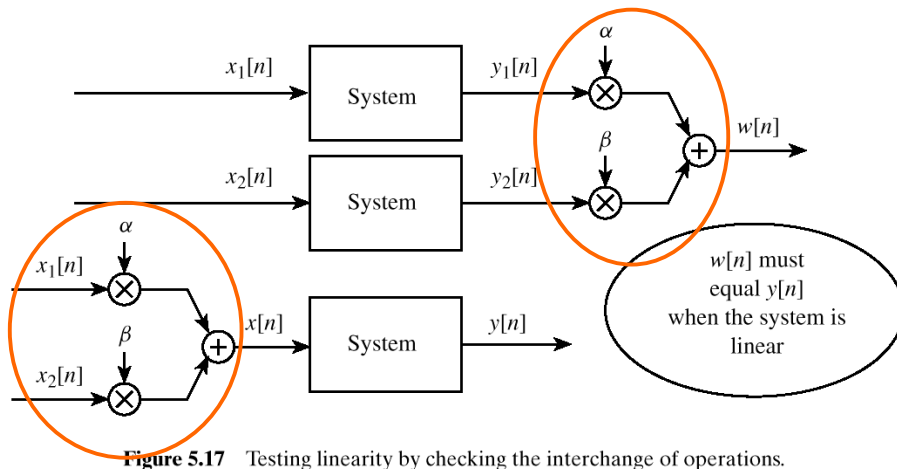 α
x₁[n]
System
y₁[n]
β
w[n]
x₂[n]
System
y₂[n]
α
x₁[n]
w[n] must
equal y[n]
when the system is
linear
β
x[n]
System
y[n]
x₂[n]
Figure 5.17 Testing linearity by checking the interchange of operations.